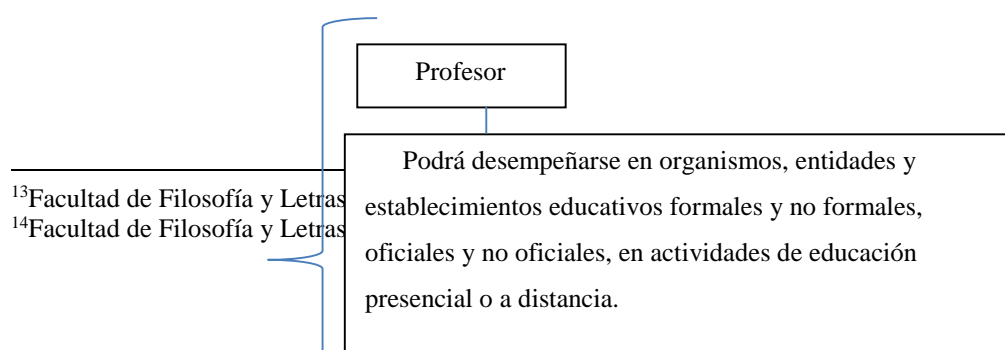 Profesor
Podrá desempeñarse en organismos, entidades y
establecimientos educativos formales y no formales,
oficiales y no oficiales, en actividades de educación
presencial o a distancia.
13Facultad de Filosofía y Letras
14Facultad de Filosofía y Letras